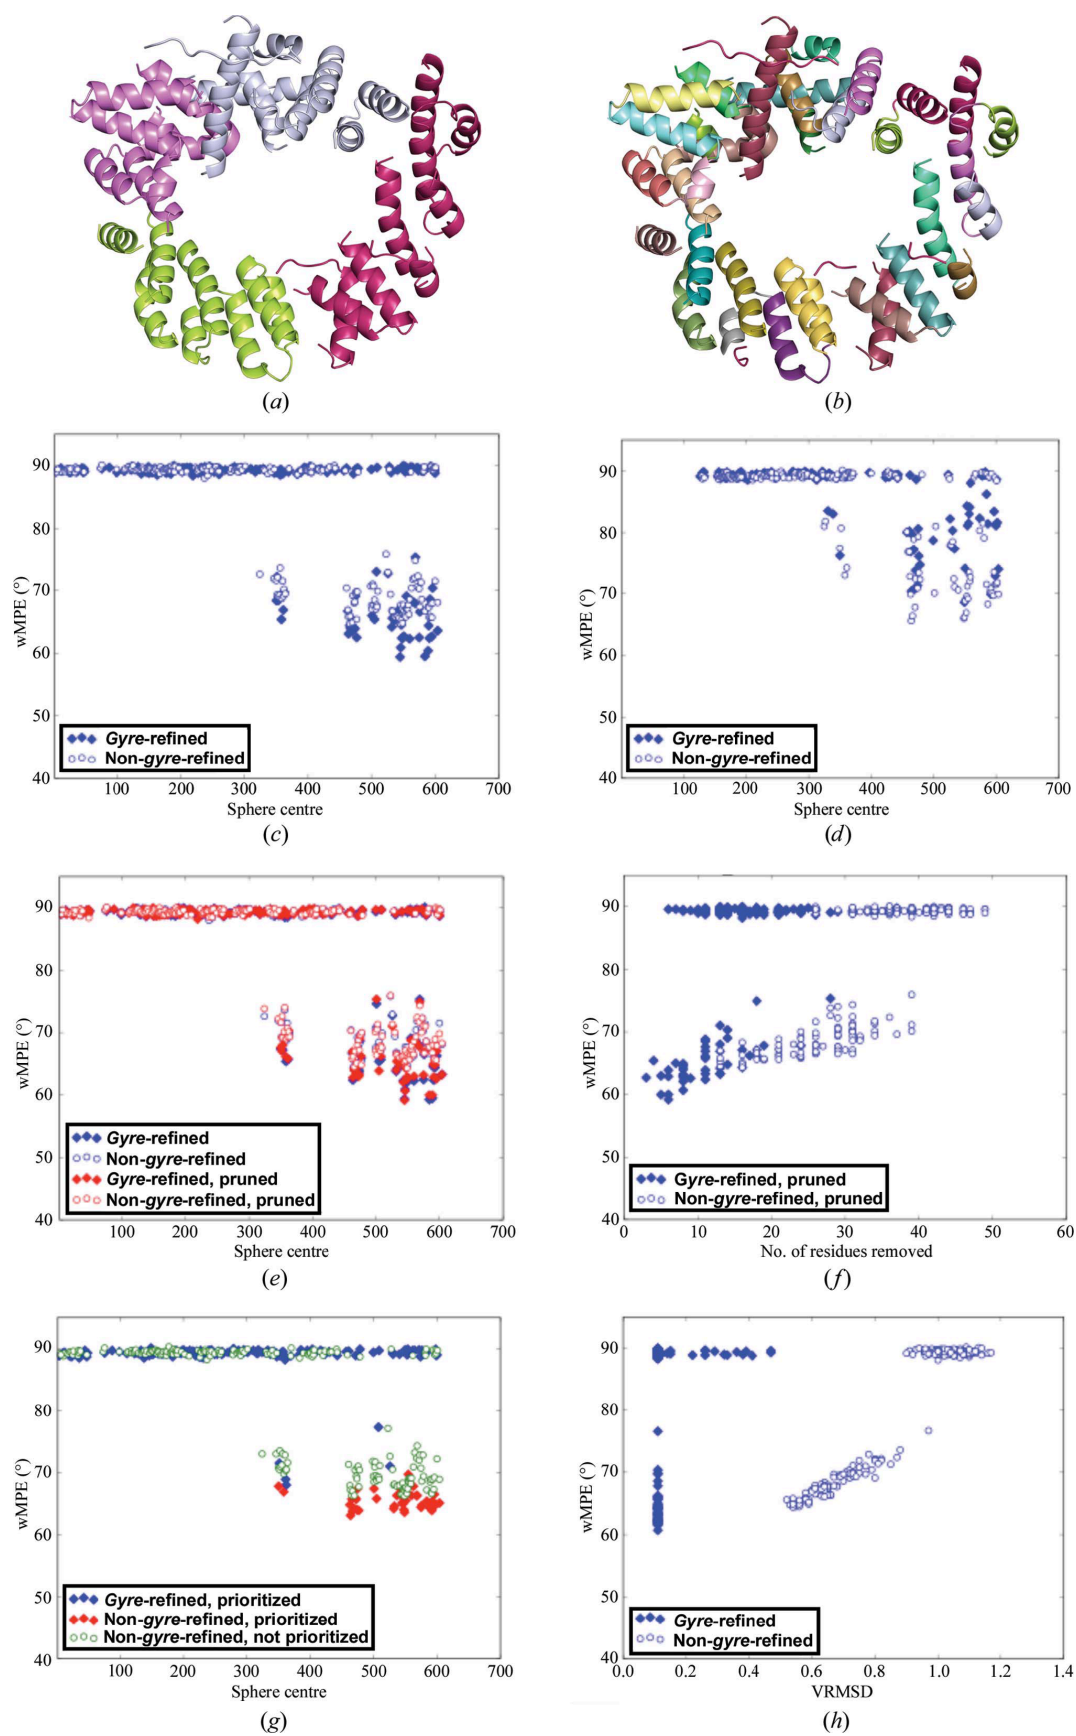 (a)
(b)
90
80
70
60
50
40
wMPE (°)
Gyre-refined
Non-gyre-refined
100 200 300 400 500 600 700
Sphere centre
(c)
90
80
70
60
50
40
wMPE (°)
Gyre-refined
Non-gyre-refined
100 200 300 400 500 600 700
Sphere centre
(d)
90
80
70
60
50
40
wMPE (°)
Gyre-refined
Non-gyre-refined
Gyre-refined, pruned
Non-gyre-refined, pruned
100 200 300 400 500 600 700
Sphere centre
(e)
90
80
70
60
50
40
wMPE (°)
Gyre-refined, pruned
Non-gyre-refined, pruned
0 10 20 30 40 50 60
No. of residues removed
(f)
90
80
70
60
50
40
wMPE (°)
Gyre-refined, prioritized
Non-gyre-refined, prioritized
Non-gyre-refined, not prioritized
100 200 300 400 500 600 700
Sphere centre
(g)
90
80
70
60
50
40
wMPE (°)
Gyre-refined
Non-gyre-refined
0.0 0.2 0.4 0.6 0.8 1.0 1.2 1.4
VRMSD
(h)